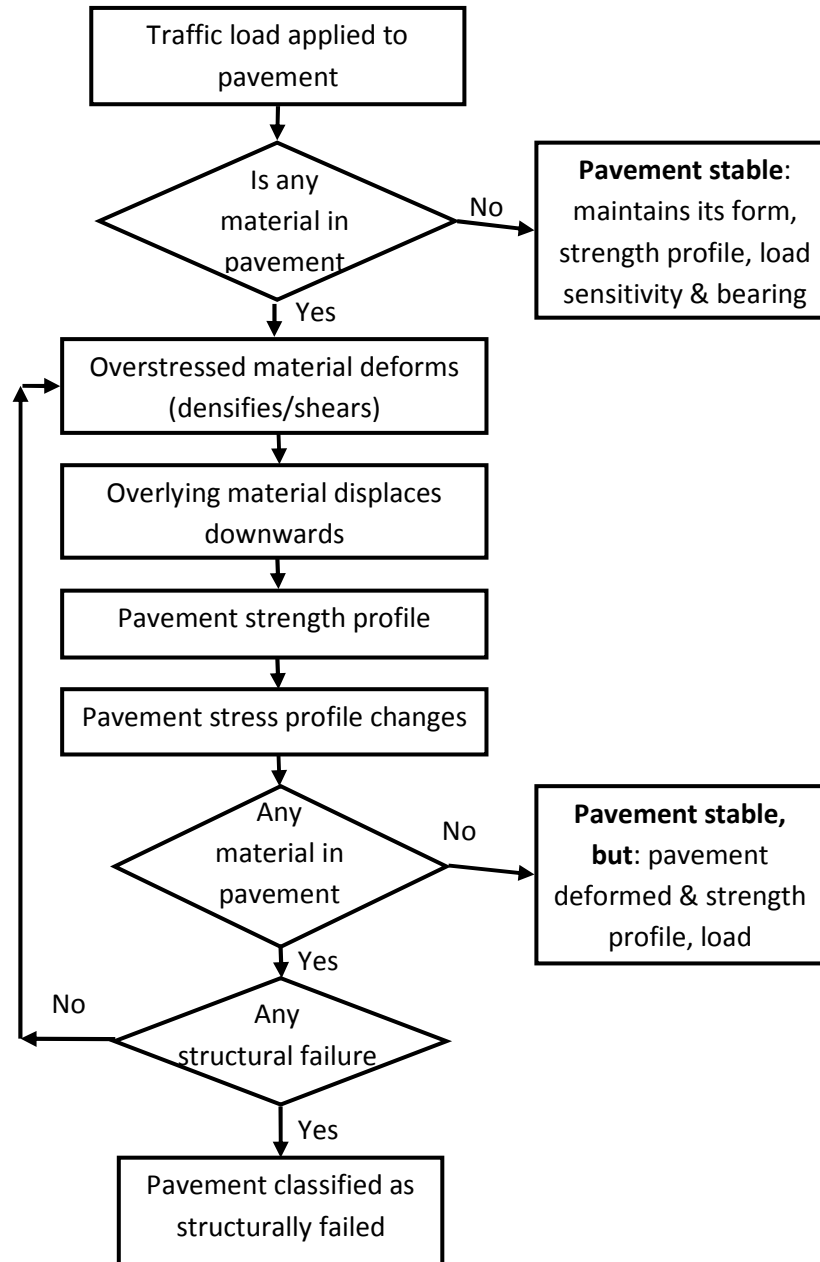 Traffic load applied to
pavement
Is any
material in
pavement
No
Pavement stable:
maintains its form,
strength profile, load
sensitivity & bearing
Yes
Overstressed material deforms
(densifies/shears)
Overlying material displaces
downwards
Pavement strength profile
Pavement stress profile changes
Any
material in
pavement
No
Pavement stable,
but: pavement
deformed & strength
profile, load
Yes
No
Any
structural failure
Yes
Pavement classified as
structurally failed